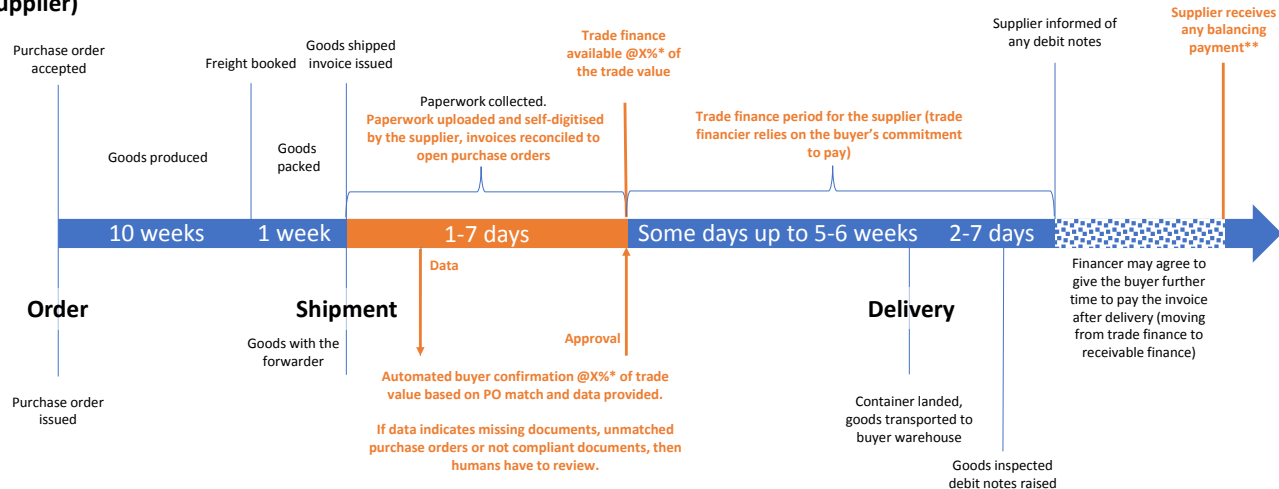 upplier)
Purchase order
accepted
Freight booked
Goods shipped
invoice issued
Trade finance
available @X%* of
the trade value
Supplier informed of
any debit notes
Supplier receives
any balancing
payment**
Goods produced
Goods
packed
Paperwork collected.
Paperwork uploaded and self-digitised
by the supplier, invoices reconciled to
open purchase orders
Trade finance period for the supplier (trade
financier relies on the buyer's commitment
to pay)
10 weeks
1 week
1-7 days
Some days up to 5-6 weeks
2-7 days
Data
Order
Shipment
Delivery
Goods with the
forwarder
Approval
Financer may agree to
give the buyer further
time to pay the invoice
after delivery (moving
from trade finance to
receivable finance)
Purchase order
issued
Automated buyer confirmation @X%* of trade
value based on PO match and data provided.
If data indicates missing documents, unmatched
purchase orders or not compliant documents, then
humans have to review.
Container landed,
goods transported to
buyer warehouse
Goods inspected
debit notes raised